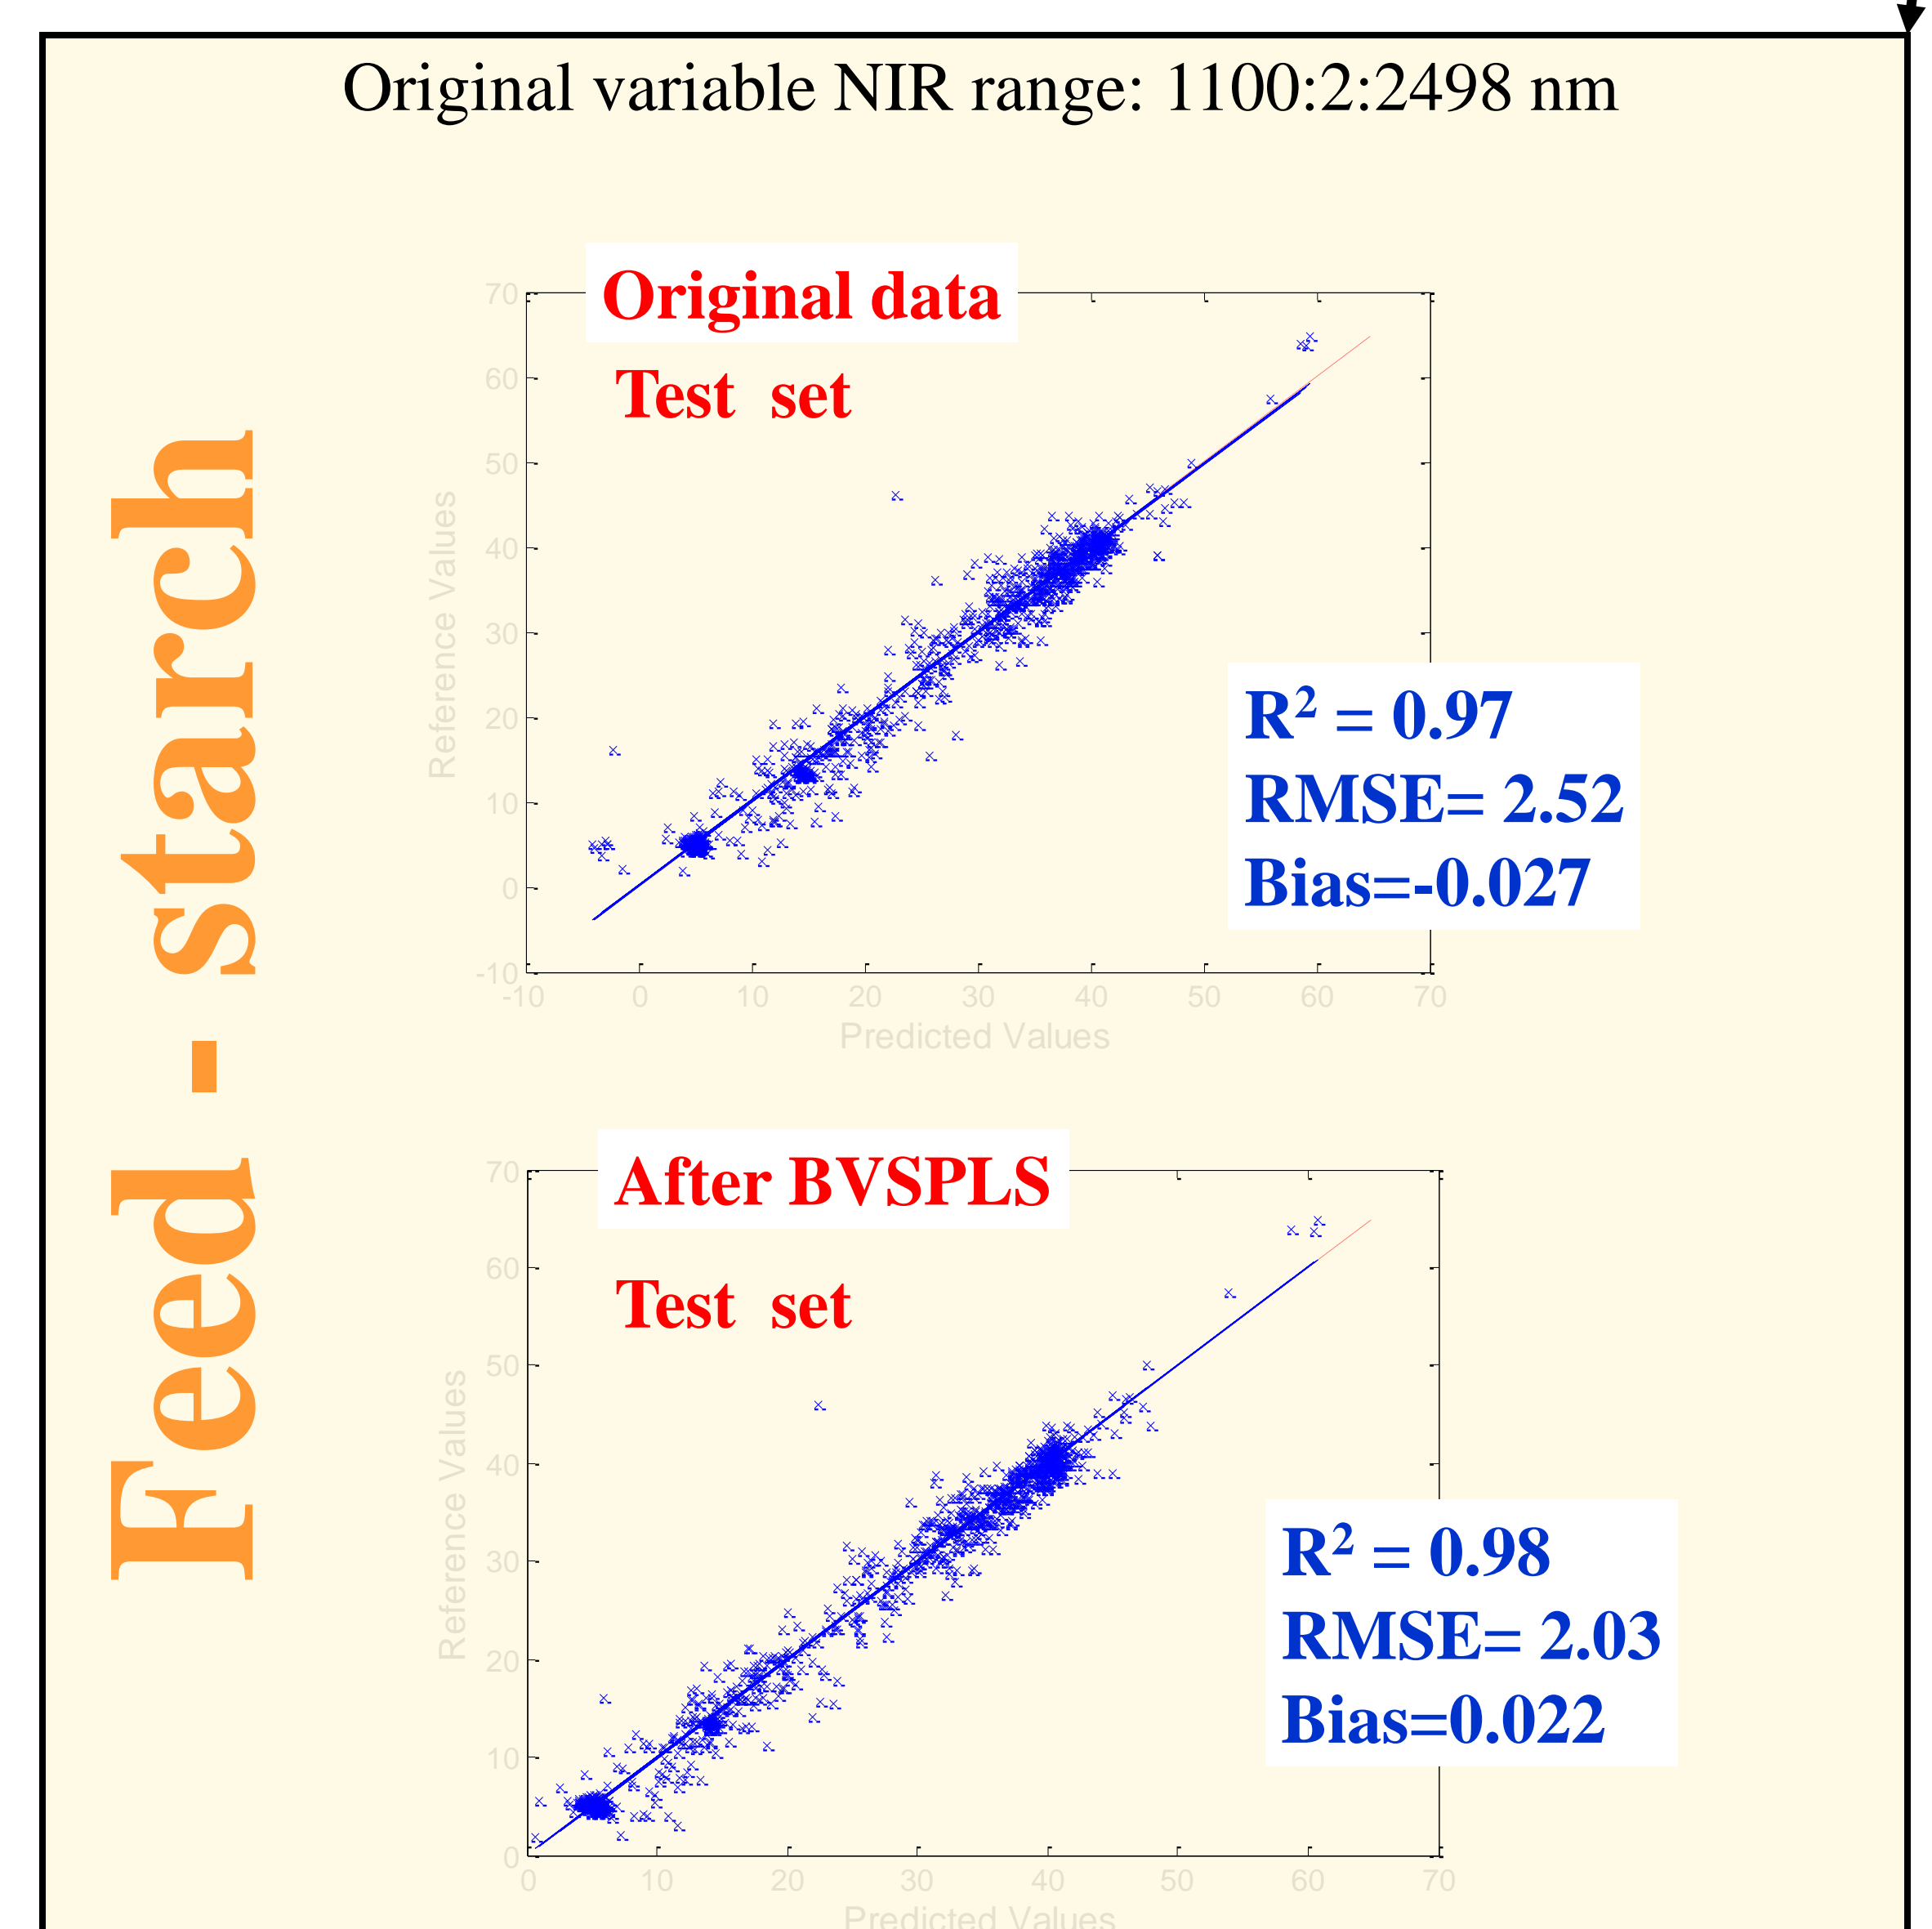 Original variable NIR range: 1100:2:2498 nm
Feed - starch
Original data
Test set
70
60
50
40
30
20
10
0
-10
Reference Values
-10 0 10 20 30 40 50 60 70
Predicted Values
R² = 0.97
RMSE= 2.52
Bias=-0.027
After BVSPLS
Test set
70
60
50
40
30
20
10
0
Reference Values
0 10 20 30 40 50 60 70
Predicted Values
R² = 0.98
RMSE= 2.03
Bias=0.022